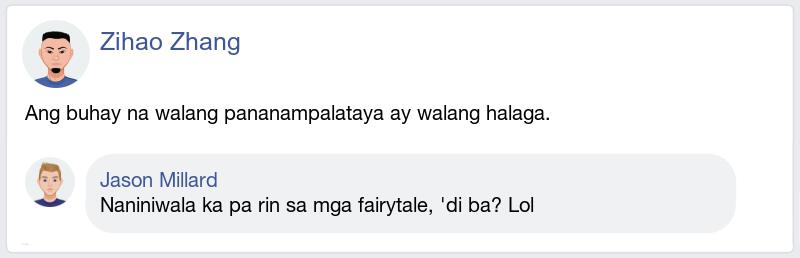 Zihao Zhang
Ang buhay na walang pananampalataya ay walang halaga.
Jason Millard
Naniniwala ka pa rin sa mga fairytale, 'di ba? Lol